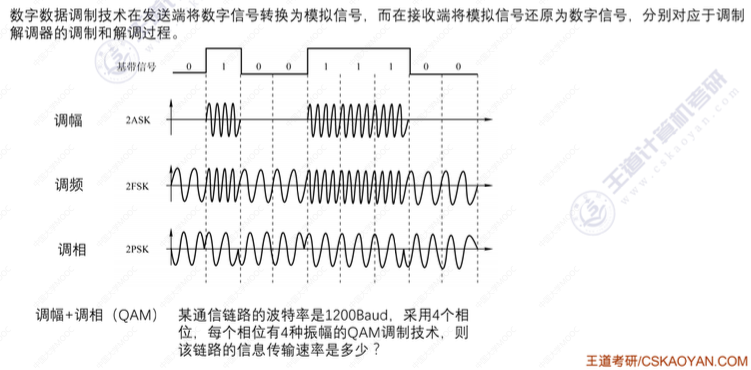 数字数据调制技术在发送端将数字信号转换为模拟信号，而在接收端将模拟信号还原为数字信号，分别对应于调制
解调器的调制和解调过程。
基带信号 0 1 0 0 1 1 1 0 0
调幅 2ASK
调频 2FSK
调相 2PSK
调幅+调相（QAM） 某通信链路的波特率是1200Baud，采用4个相
位，每个相位有4种振幅的QAM调制技术，则
该链路的信息传输速率是多少？
王道计算机考研
www.cskaoyan.com
王道考研/CSKAOYAN.COM